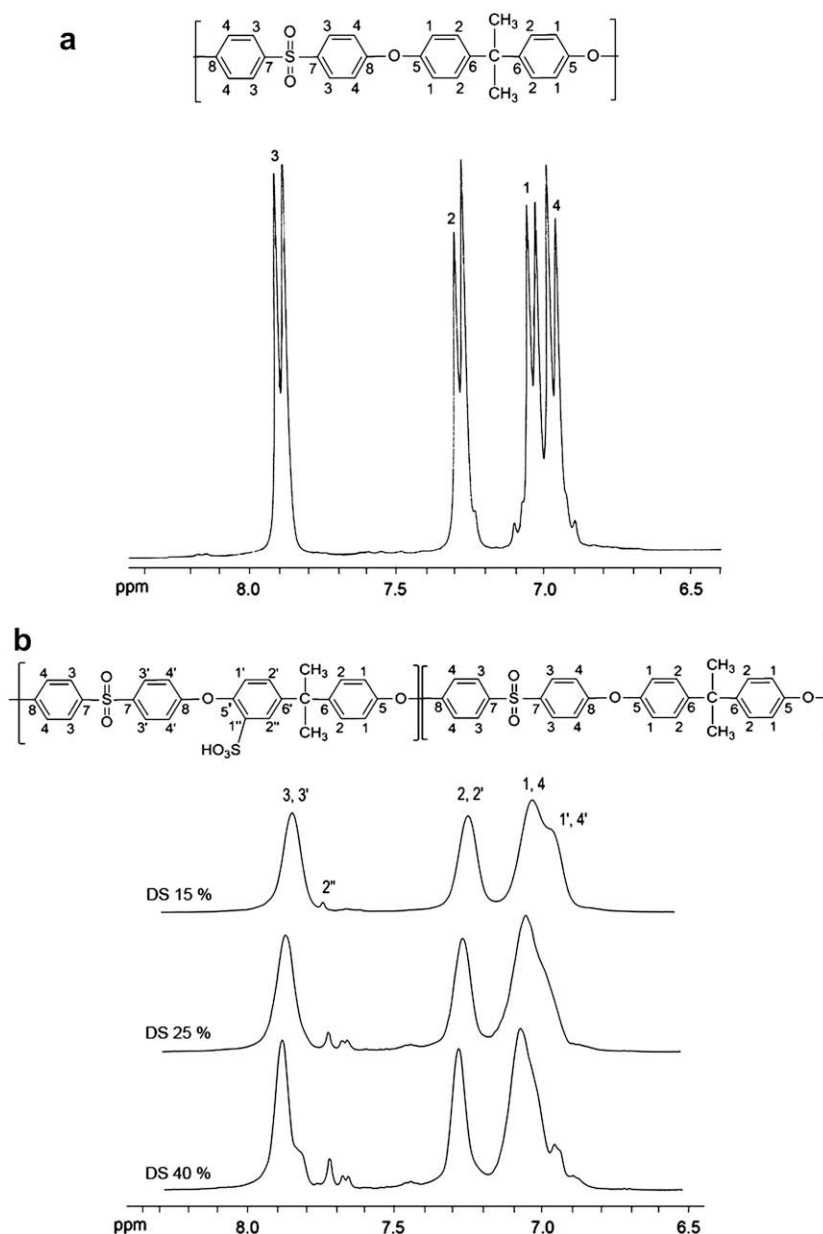 a
4 3 O 3 4 O 1 2 CH₃ 2 1
8 7 S 7 8 5 6 C 6 5 O
4 3 O 3 4 1 2 CH₃ 2 1
3
2
1
4
ppm 8.0 7.5 7.0 6.5
b
4 3 O 3' 4' 1' 2' CH₃ 2 1 4 3 O 3 4 1 2 CH₃ 2 1
8 7 S 7 8 O 5' 6' C 6 5 O 8 7 S 7 8 O 5 6 C 6 5 O
4 3 O 3' 4' 1" 2" CH₃ 2 1 4 3 O 3 4 1 2 CH₃ 2 1
HO₃S
3, 3' 2, 2' 1, 4
1', 4'
2"
DS 15 %
DS 25 %
DS 40 %
ppm 8.0 7.5 7.0 6.5